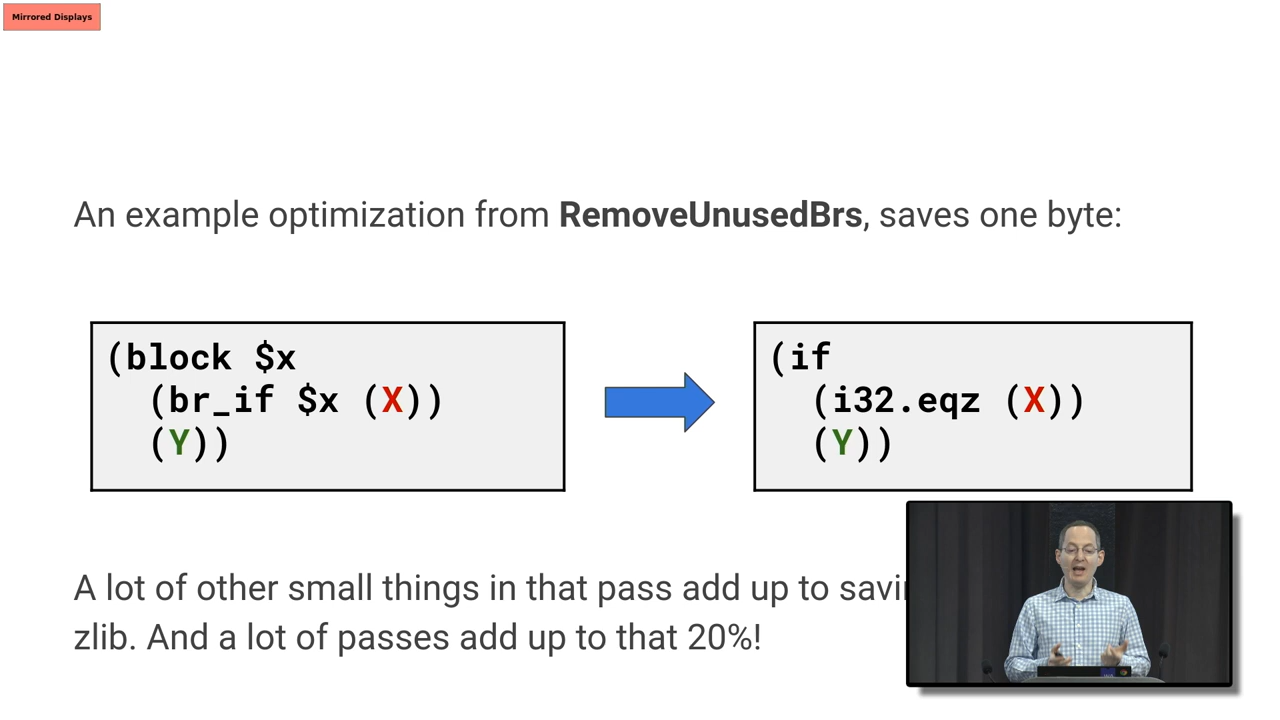 Mirrored Displays
An example optimization from RemoveUnusedBrs, saves one byte:
(block $x
(br_if $x (X))
(Y))
(if
(i32.eqz (X))
(Y))
A lot of other small things in that pass add up to
zlib. And a lot of passes add up to that 20%!